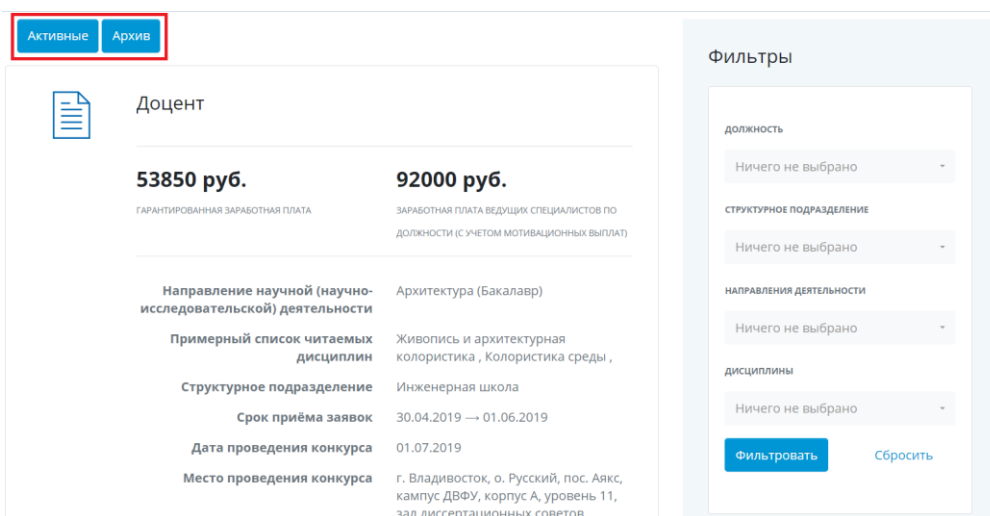 Активные Архив
Доцент
53850 руб. 92000 руб.
ГАРАНТИРОВАННАЯ ЗАРАБОТНАЯ ПЛАТА ЗАРАБОТНАЯ ПЛАТА ВЕДУЩИХ СПЕЦИАЛИСТОВ ПО
ДОЛЖНОСТИ (С УЧЕТОМ МОТИВАЦИОННЫХ ВЫПЛАТ)
Направление научной (научно- Архитектура (Бакалавр)
исследовательской) деятельности
Примерный список читаемых Живопись и архитектурная
дисциплин колористика , Колористика среды ,
Структурное подразделение Инженерная школа
Срок приёма заявок 30.04.2019 → 01.06.2019
Дата проведения конкурса 01.07.2019
Место проведения конкурса г. Владивосток, о. Русский, пос. Аякс,
кампус ДВФУ, корпус А, уровень 11,
зал диссертационных советов
Фильтры
ДОЛЖНОСТЬ
Ничего не выбрано
СТРУКТУРНОЕ ПОДРАЗДЕЛЕНИЕ
Ничего не выбрано
НАПРАВЛЕНИЯ ДЕЯТЕЛЬНОСТИ
Ничего не выбрано
ДИСЦИПЛИНЫ
Ничего не выбрано
Фильтровать Сбросить